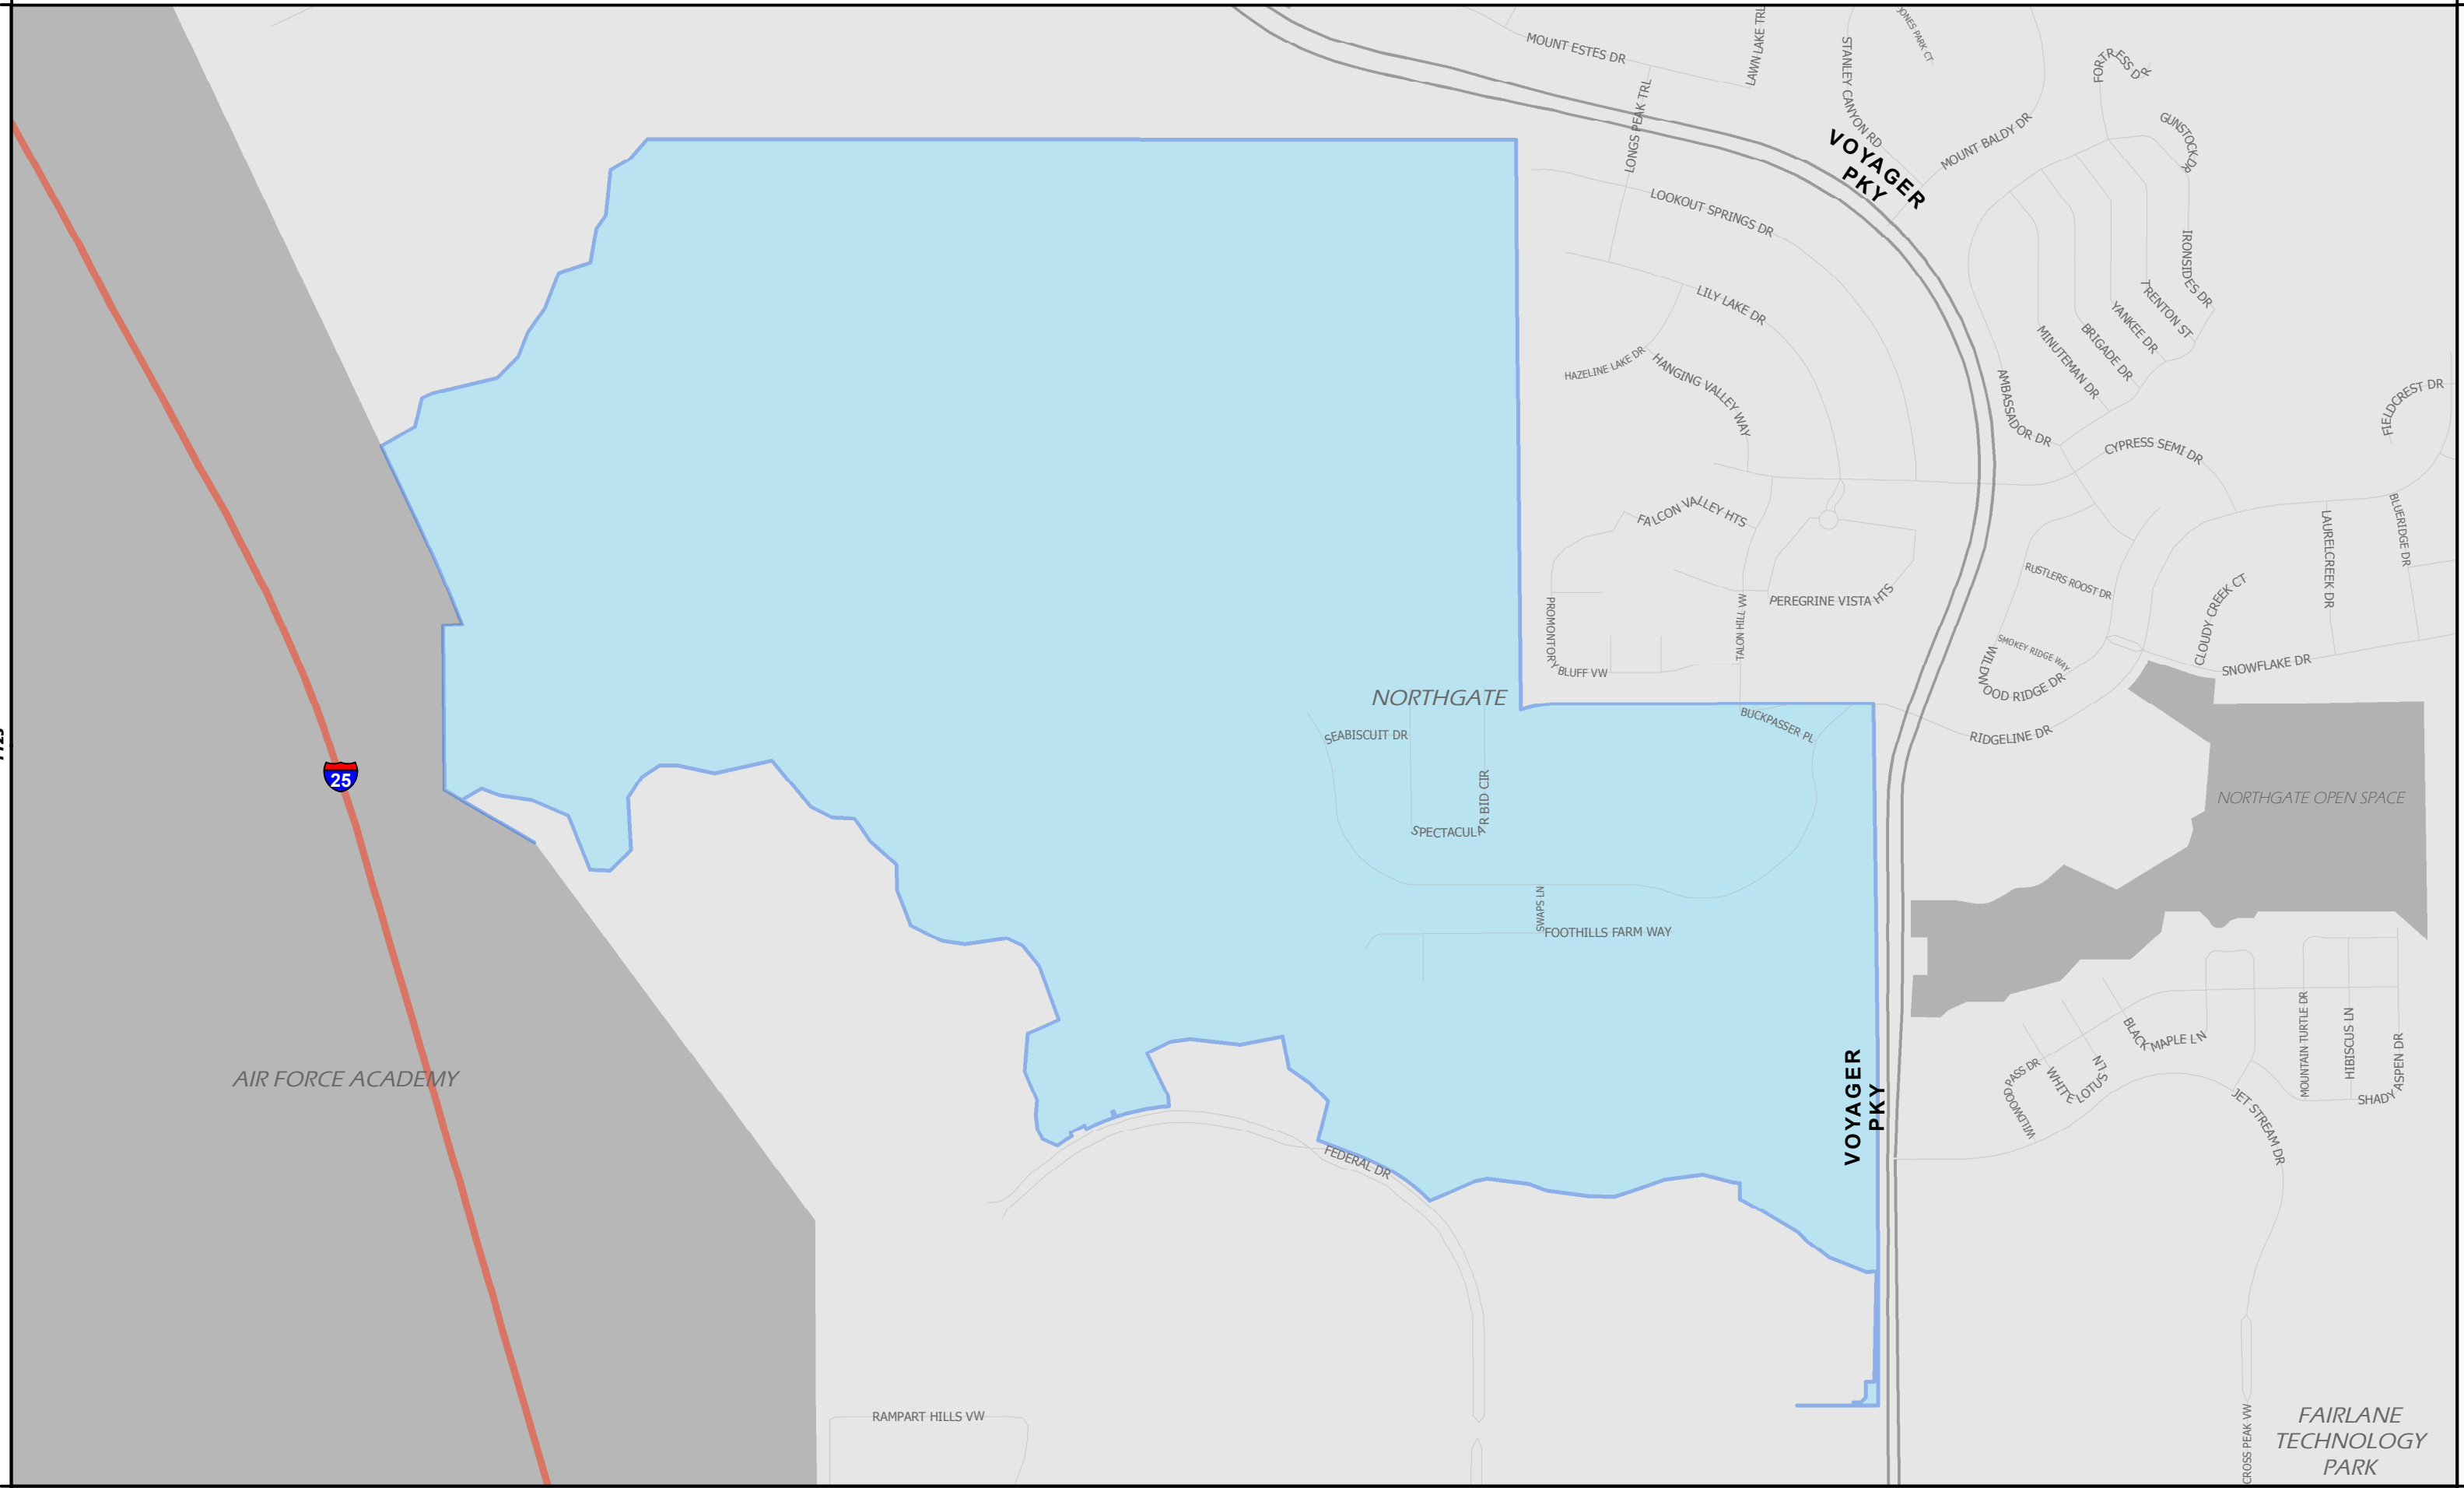 MOUNT ESTES DR
LAWN LAKE TRL
STANLEY CANYON RD
JONES PARK CT
FORTRESS DR
GUNSTOCK DR
LONGS PEAK TRL
VOYAGER
PKY
MOUNT BALDY DR
LOOKOUT SPRINGS DR
IRONSIDES DR
LILY LAKE DR
TRENTON ST
YANKEE DR
BRIGADE DR
MINUTEMAN DR
HAZELINE LAKE DR
HANGING VALLEY WAY
AMBASSADOR DR
FIELDCREST DR
CYPRESS SEMI DR
FALCON VALLEY HTS
BLUERIDGE DR
LAURELCREEK DR
RUSTLERS ROOST DR
CLOUDY CREEK CT
PEREGRINE VISTA HTS
PROMONTORY BLUFF VW
TALON HILL VW
SMOKEY RIDGE WAY
WILDWOOD RIDGE DR
SNOWFLAKE DR
NORTHGATE
BUCKPASSER PL
SEABISCUIT DR
RIDGELINE DR
25
SPECTACULAR BID CIR
NORTHGATE OPEN SPACE
SWAPS LN
FOOTHILLS FARM WAY
BLACK MAPLE LN
MOUNTAIN TURTLE DR
HIBISCUS LN
SHADY ASPEN DR
WILDWOOD PASS DR
WHITE LOTUS LN
AIR FORCE ACADEMY
VOYAGER
PKY
JET STREAM DR
FEDERAL DR
RAMPART HILLS VW
CROSS PEAK VW
FAIRLANE
TECHNOLOGY
PARK